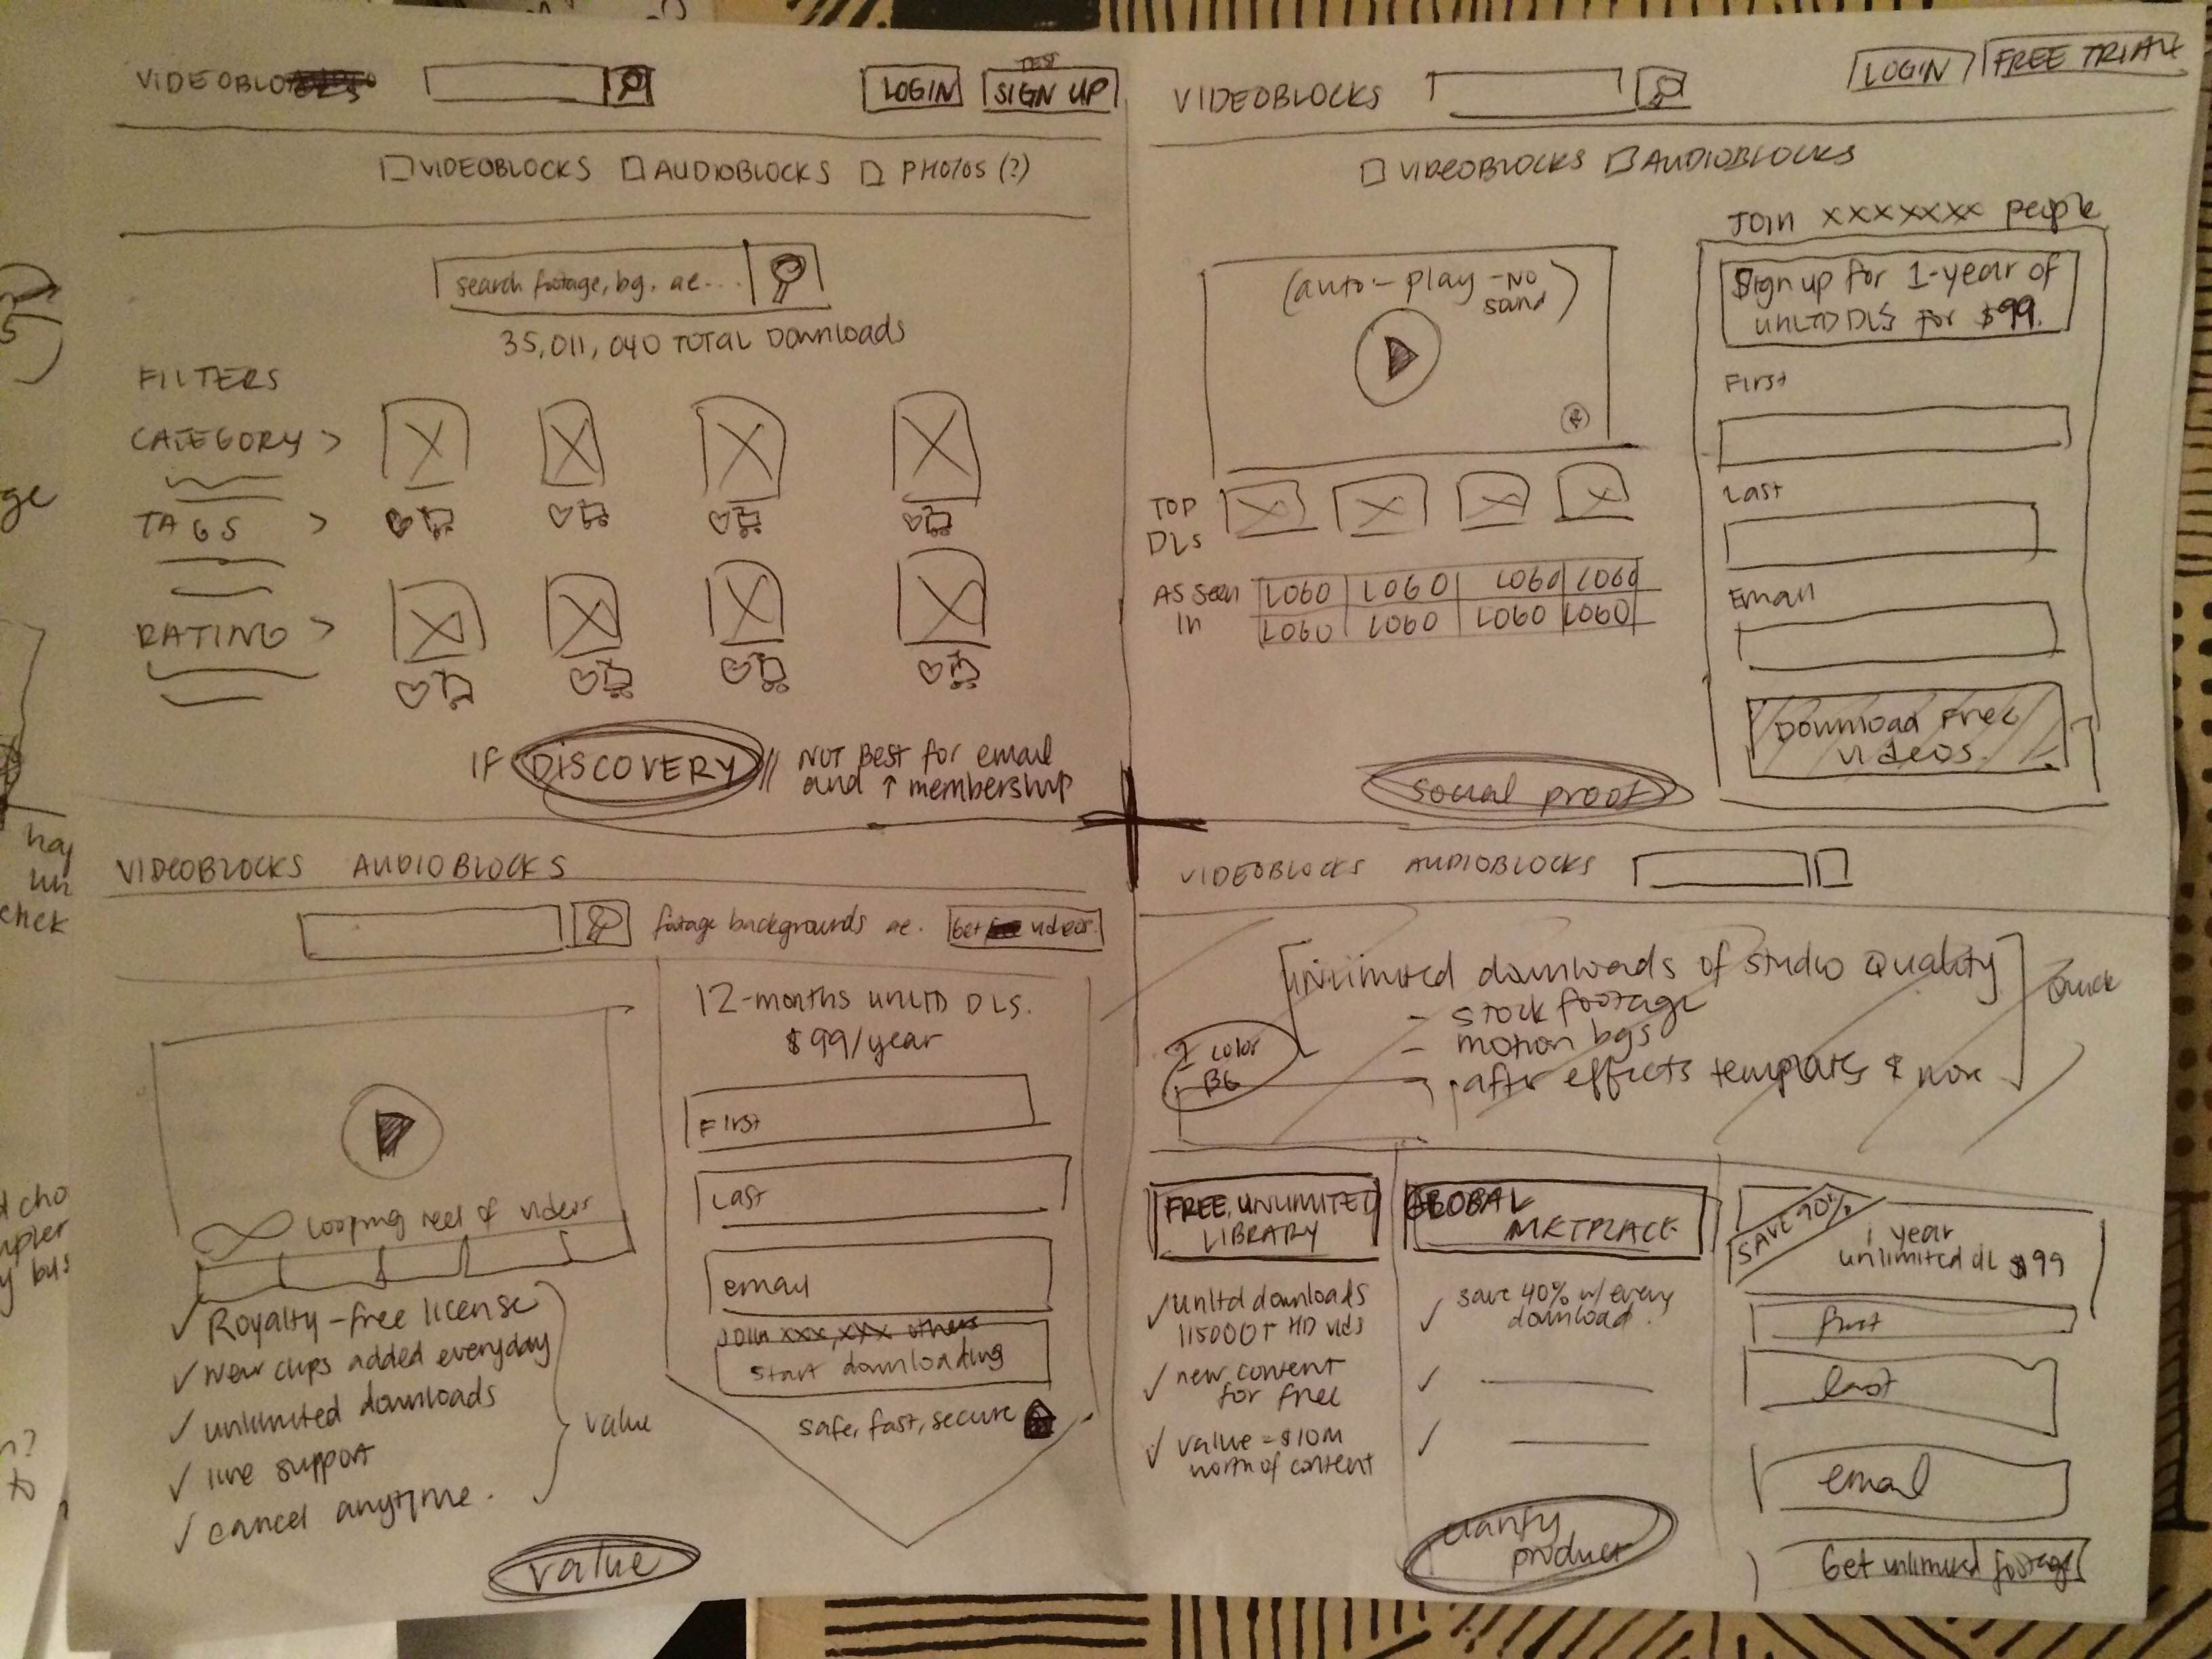 VIDEOBLO
LOGIN
TEST
SIGN UP
VIDEOBLOCKS
AUDIOBLOCKS
PHOTOS (?)
search footage, bg, ae...
35,011,040 TOTAL DOWNLOADS
FILTERS
CATEGORY >
TAGS >
RATING >
IF DISCOVERY // NOT BEST for email
and ↑ membership
VIDEOBLOCKS
LOGIN
FREE TRIAL
VIDEOBLOCKS
AUDIOBLOCKS
JOIN XXXXXXX people
(auto-play-NO
sound)
Sign up for 1-year of
UNLTD DLS for $99.
First
Last
Email
Download Free
videos.
TOP
DLs
AS seen
In
LOGO LOGO LOGO LOGO
LOGO LOGO LOGO LOGO
social proof
VIDEOBLOCKS AUDIOBLOCKS
footage backgrounds ae.
Get videos.
12-months UNLTD DLS.
$99/year
First
Last
email
JOIN XXX,XXX others
Start downloading
safe, fast, secure
looping reel of videos
✓ Royalty-free license
✓ New clips added everyday
✓ unlimited downloads
✓ live support
✓ cancel anytime.
value
value
VIDEOBLOCKS AUDIOBLOCKS
Unlimited downloads of studio Quality
- stock footage
- motion bgs
- after effects templates & more
1 color
BG
FREE, UNLIMITED
LIBRARY
✓ unltd downloads
115000+ HD vids
✓ new content
for free
✓ value = $10M
worth of content
GLOBAL
MKTPLACE
✓ save 40% w/ every
download.
✓
✓
clarify
product
SAVE 90%
1 year
unlimited dl $99
first
last
email
Get unlimited footage